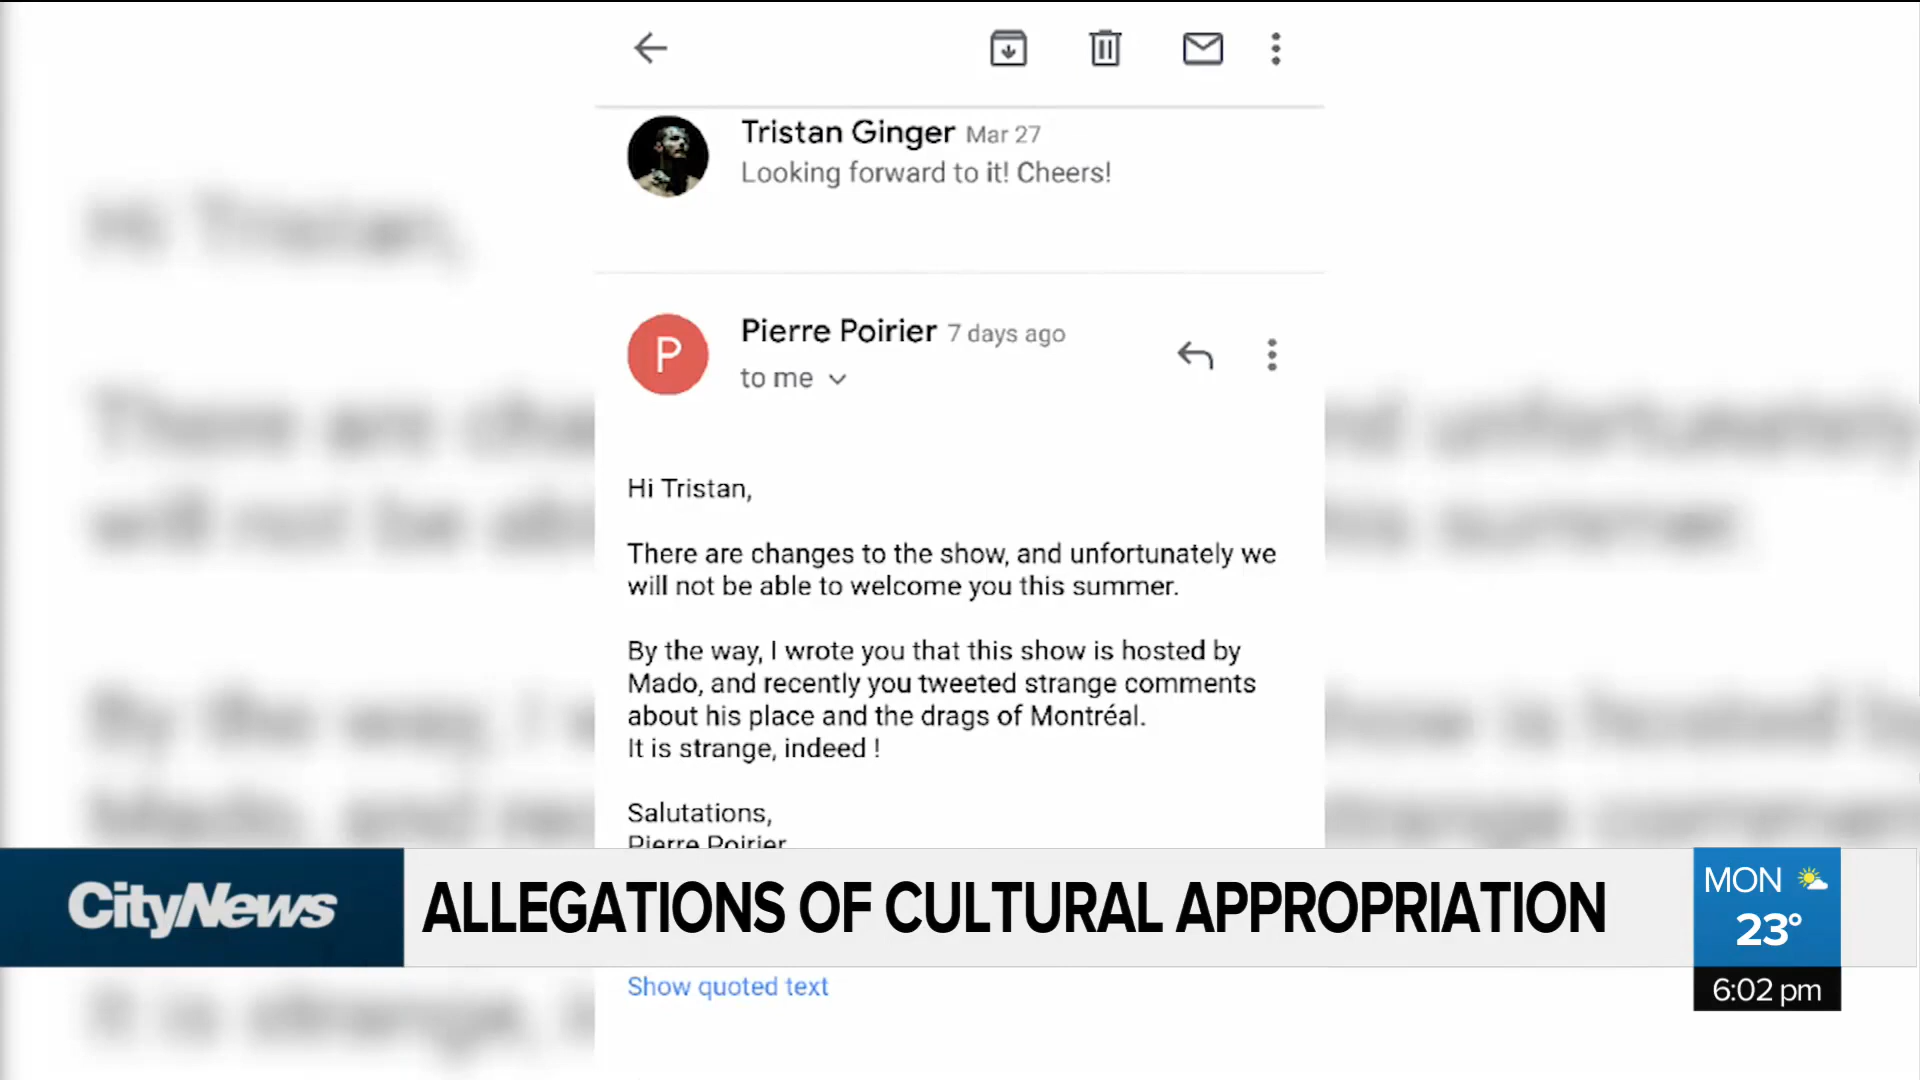 Tristan Ginger Mar 27
Looking forward to it! Cheers!
P
Pierre Poirier 7 days ago
to me
Hi Tristan,
There are changes to the show, and unfortunately we
will not be able to welcome you this summer.
By the way, I wrote you that this show is hosted by
Mado, and recently you tweeted strange comments
about his place and the drags of Montréal.
It is strange, indeed !
Salutations,
Pierre Poirier
CityNews
ALLEGATIONS OF CULTURAL APPROPRIATION
MON
23°
6:02 pm
Show quoted text